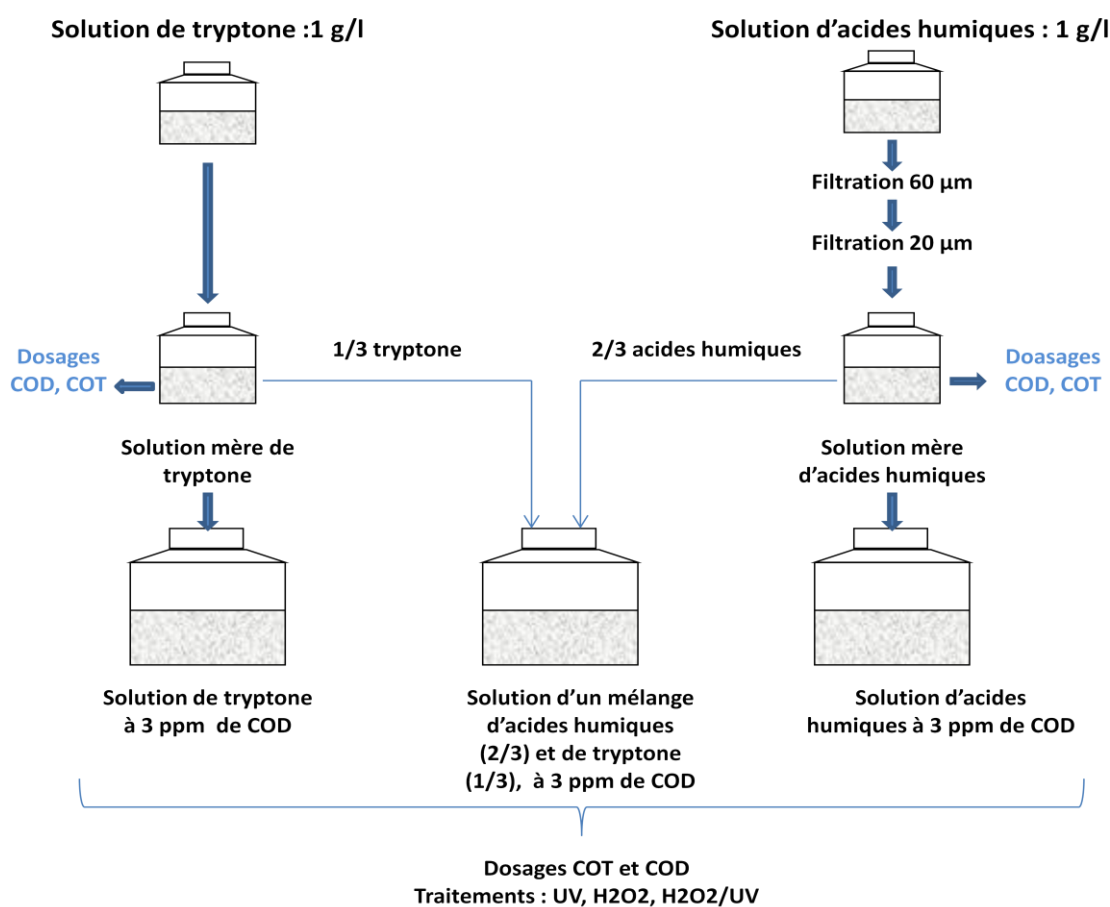 Solution de tryptone :1 g/l
Solution d'acides humiques : 1 g/l
Filtration 60 µm
Filtration 20 µm
1/3 tryptone
2/3 acides humiques
Dosages
COD, COT
Doasages
COD, COT
Solution mère de
tryptone
Solution mère
d'acides humiques
Solution de tryptone
à 3 ppm de COD
Solution d'un mélange
d'acides humiques
(2/3) et de tryptone
(1/3), à 3 ppm de COD
Solution d'acides
humiques à 3 ppm de COD
Dosages COT et COD
Traitements : UV, H2O2, H2O2/UV